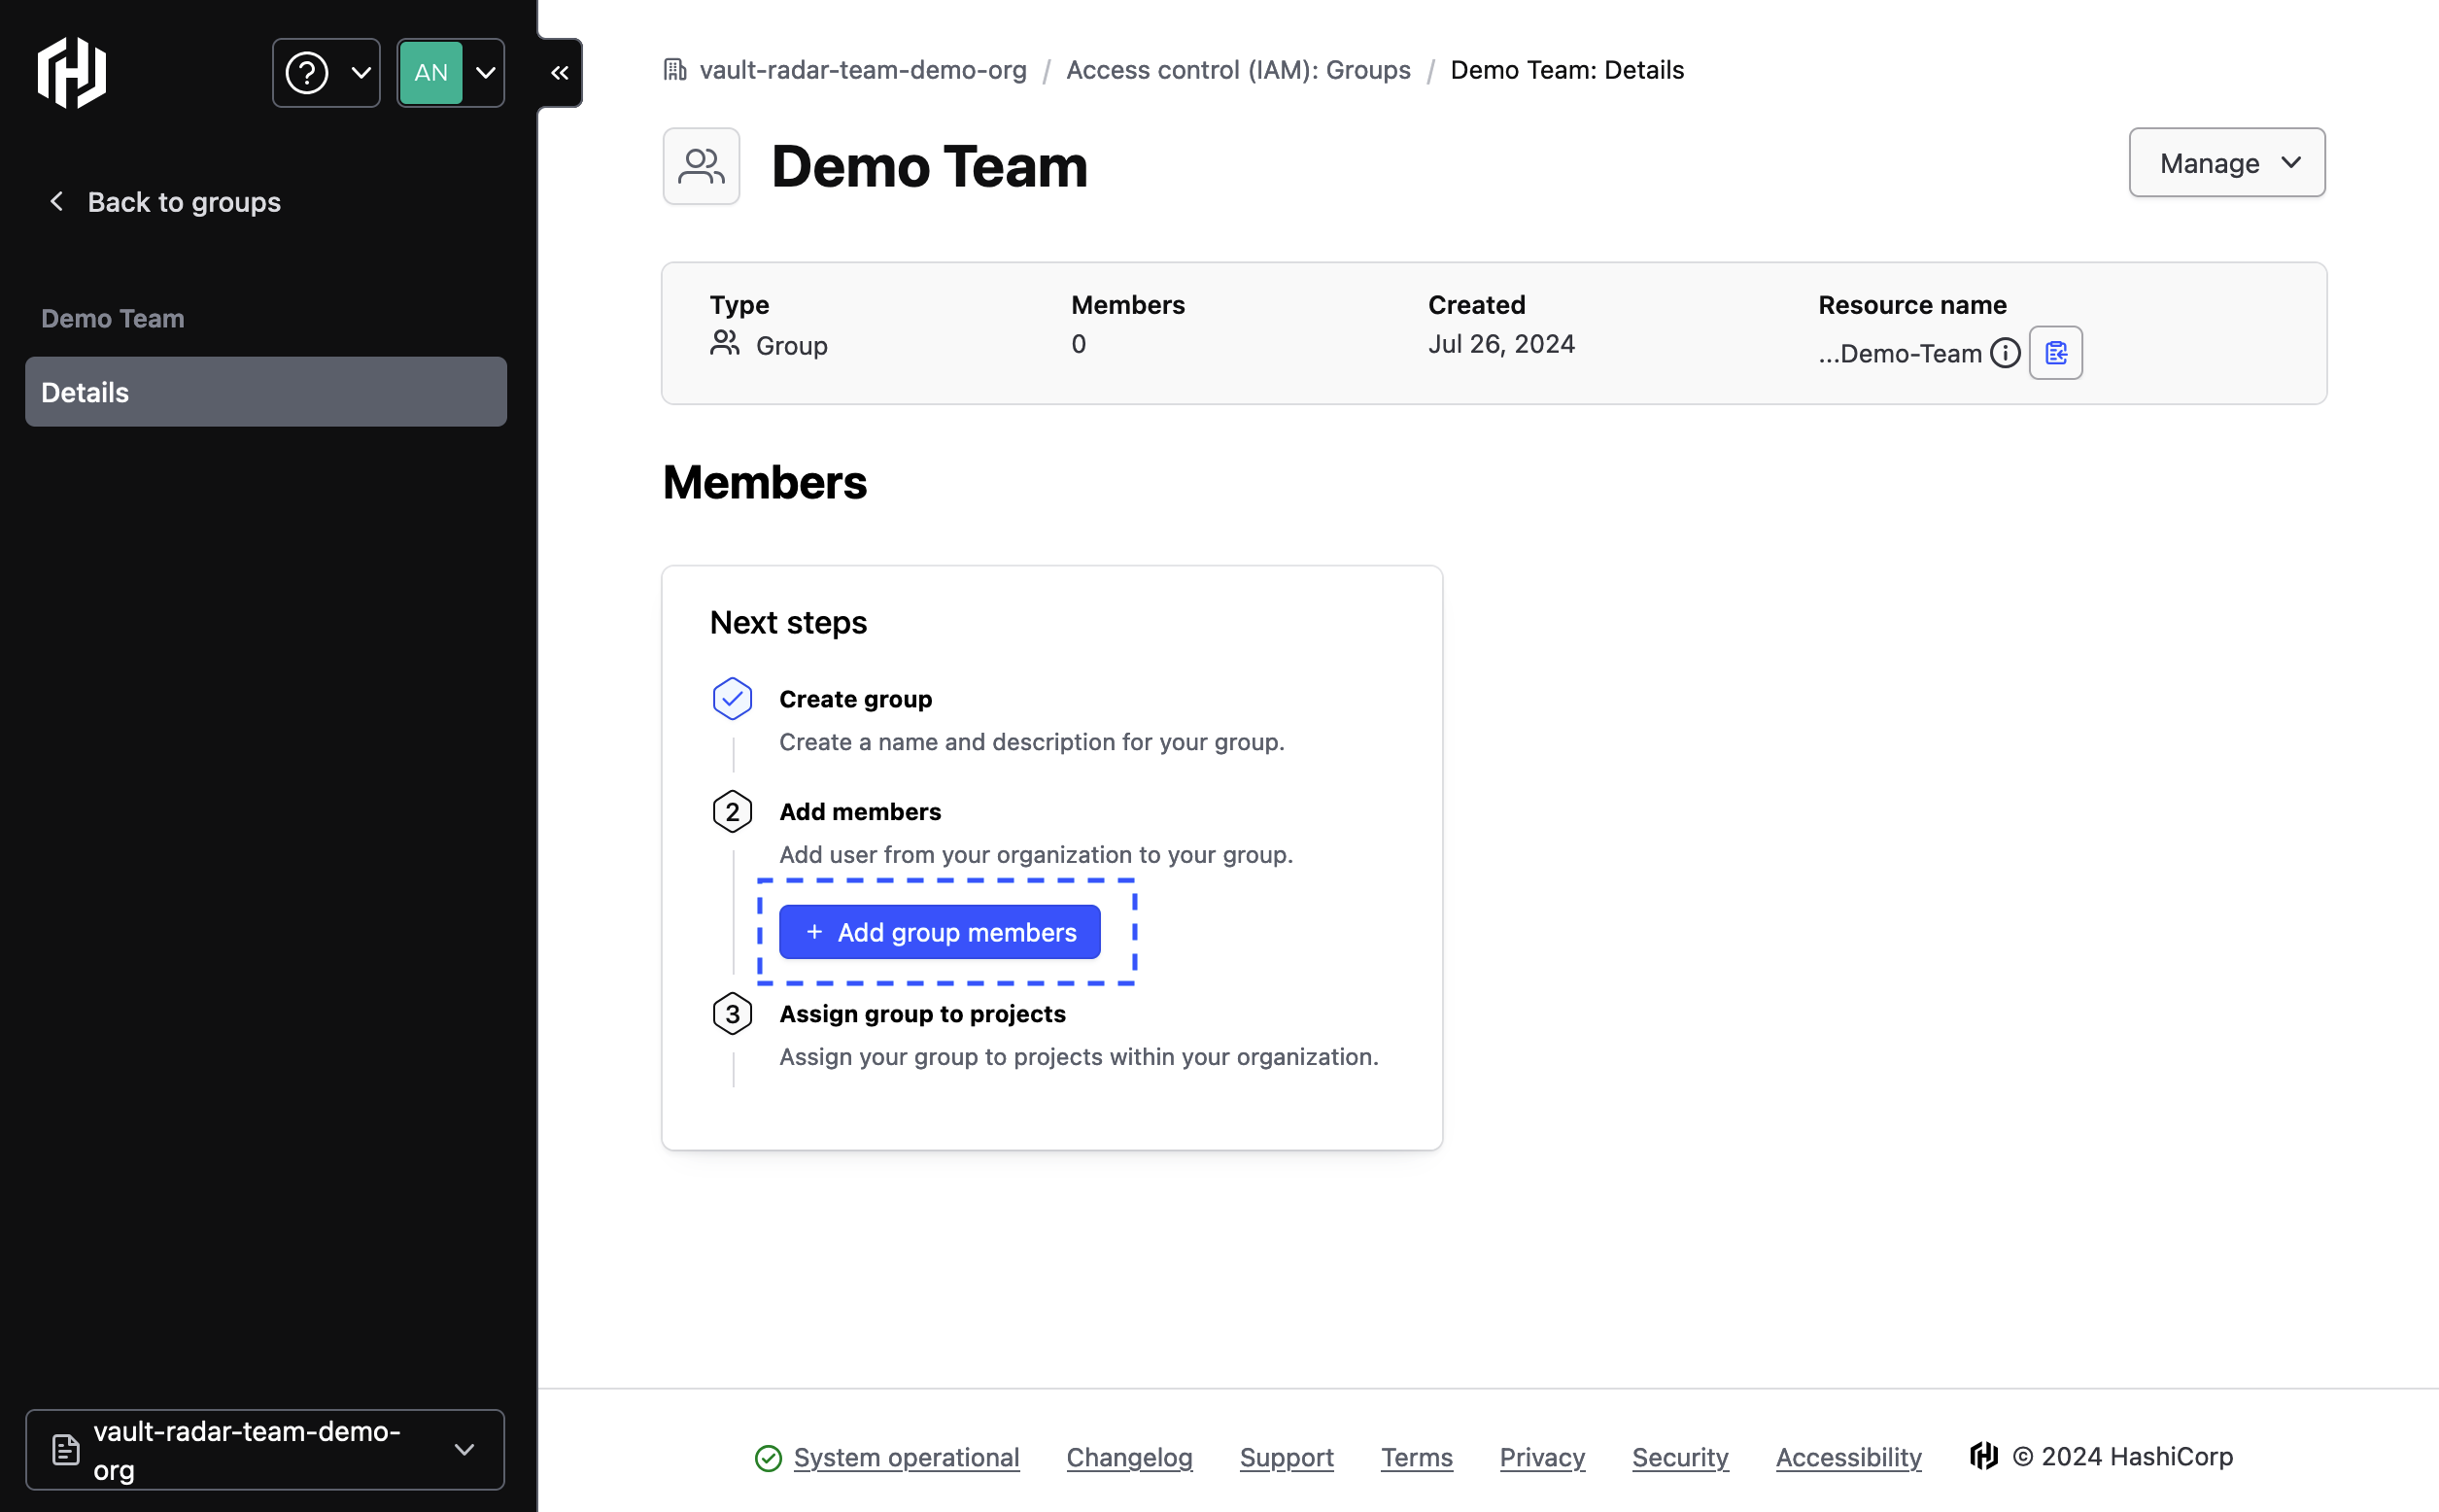 AN
Back to groups
Demo Team
Details
vault-radar-team-demo-
org
vault-radar-team-demo-org / Access control (IAM): Groups / Demo Team: Details
Demo Team
Manage
Type
Group
Members
0
Created
Jul 26, 2024
Resource name
...Demo-Team
Members
Next steps
Create group
Create a name and description for your group.
2
Add members
Add user from your organization to your group.
+ Add group members
3
Assign group to projects
Assign your group to projects within your organization.
System operational
Changelog
Support
Terms
Privacy
Security
Accessibility
© 2024 HashiCorp